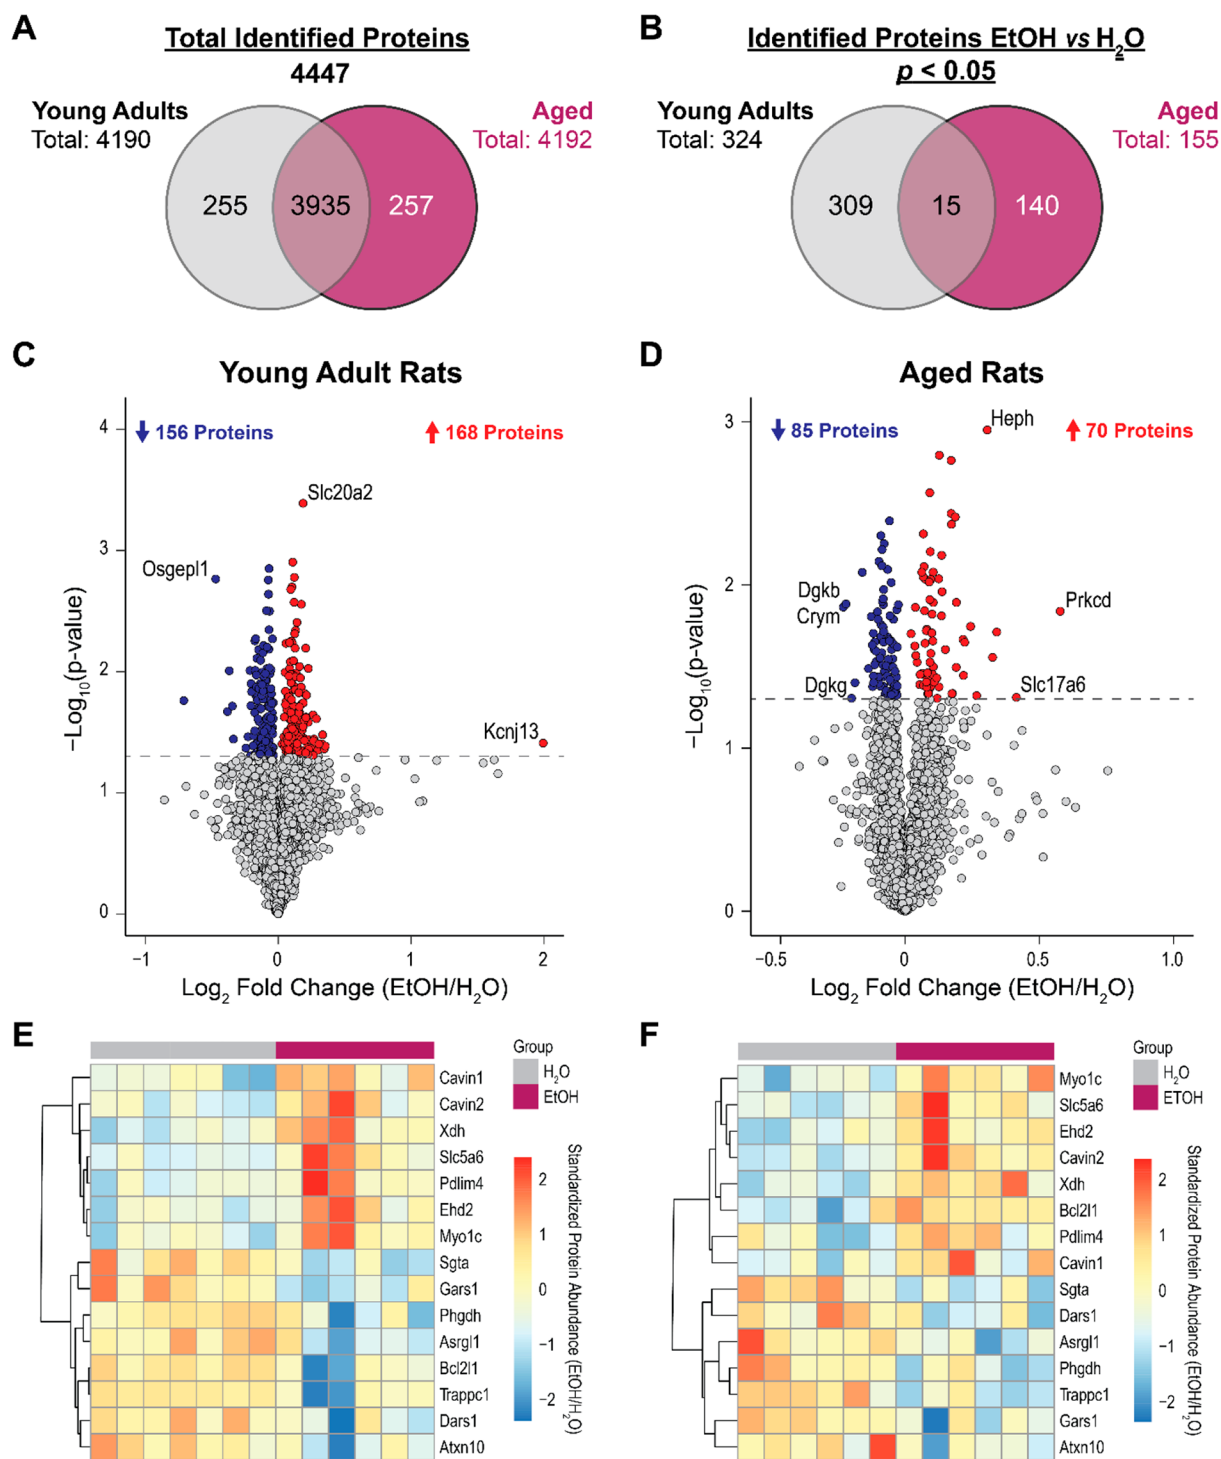 A
Total Identified Proteins
4447
Young Adults
Total: 4190
Aged
Total: 4192
255
3935
257
B
Identified Proteins EtOH vs H2O
p < 0.05
Young Adults
Total: 324
Aged
Total: 155
309
15
140
C
Young Adult Rats
156 Proteins
168 Proteins
Slc20a2
Osgepl1
Kcnj13
4
3
2
1
0
−Log10(p-value)
−1
0
1
2
Log2 Fold Change (EtOH/H2O)
D
Aged Rats
85 Proteins
70 Proteins
Heph
Dgkb
Crym
Prkcd
Dgkg
Slc17a6
3
2
1
0
−Log10(p-value)
−0.5
0
0.5
1.0
Log2 Fold Change (EtOH/H2O)
E
Cavin1
Cavin2
Xdh
Slc5a6
Pdlim4
Ehd2
Myo1c
Sgta
Gars1
Phgdh
Asrgl1
Bcl2l1
Trappc1
Dars1
Atxn10
Group
H2O
EtOH
2
1
0
−1
−2
Standardized Protein Abundance (EtOH/H2O)
F
Myo1c
Slc5a6
Ehd2
Cavin2
Xdh
Bcl2l1
Pdlim4
Cavin1
Sgta
Dars1
Asrgl1
Phgdh
Trappc1
Gars1
Atxn10
Group
H2O
ETOH
2
1
0
−1
−2
Standardized Protein Abundance (EtOH/H2O)